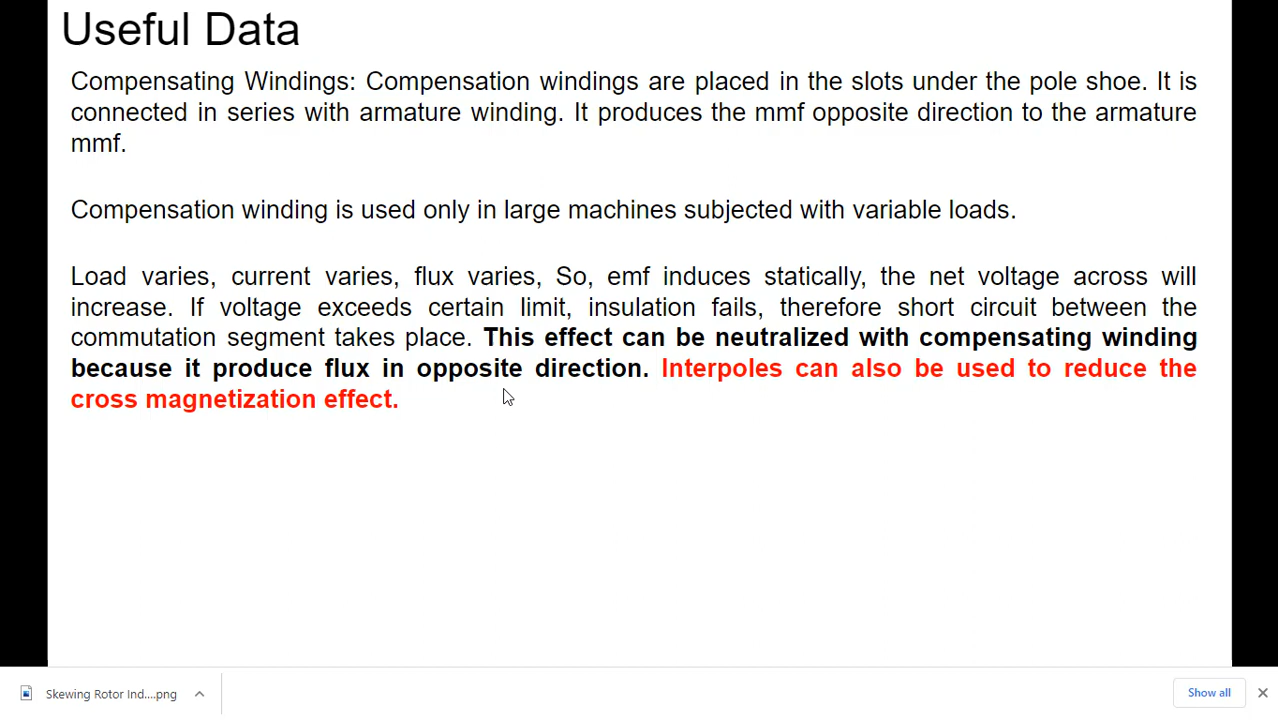 Useful Data
Compensating Windings: Compensation windings are placed in the slots under the pole shoe. It is
connected in series with armature winding. It produces the mmf opposite direction to the armature
mmf.
Compensation winding is used only in large machines subjected with variable loads.
Load varies, current varies, flux varies, So, emf induces statically, the net voltage across will
increase. If voltage exceeds certain limit, insulation fails, therefore short circuit between the
commutation segment takes place. This effect can be neutralized with compensating winding
because it produce flux in opposite direction. Interpoles can also be used to reduce the
cross magnetization effect.
Skewing Rotor Ind....png
Show all